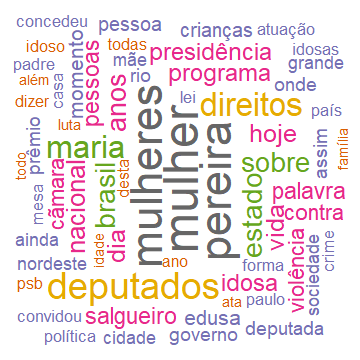 concedeu
pessoa
crianças
atuação
idoso
todas
presidência
idosas
padre
momento
pessoas
mãe
programa
grande
além
casa
anos
rio
lei
onde
dizer
prêmio
luta
mulheres
mulher
pereira
direitos
país
maria
hoje
assim
família
todo
mesa
câmara
nacional
brasil
desta
sobre
estado
palavra
vida
contra
ainda
dia
idade
ano
forma
violência
sociedade
crime
nordeste
psb
deputados
idosa
ata
paulo
convidou
salgueiro
edusa
deputada
política
cidade
governo